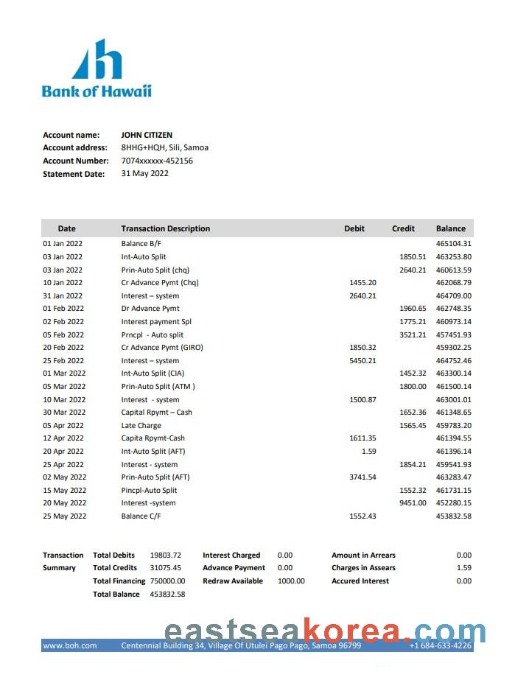 Bank of Hawaii
Account name: JOHN CITIZEN
Account address: 8HHG+HQH, Sili, Samoa
Account Number: 7074xxxxxx-452156
Statement Date: 31 May 2022
Date Transaction Description Debit Credit Balance
01 Jan 2022 Balance B/F 465104.31
03 Jan 2022 Int-Auto Split 1850.51 463253.80
03 Jan 2022 Prin-Auto Split (chq) 2640.21 460613.59
10 Jan 2022 Cr Advance Pymt (Chq) 1455.20 462068.79
31 Jan 2022 Interest – system 2640.21 464709.00
01 Feb 2022 Dr Advance Pymt 1960.65 462748.35
02 Feb 2022 Interest payment Spl 1775.21 460973.14
05 Feb 2022 Prncpl - Auto split 3521.21 457451.93
20 Feb 2022 Cr Advance Pymt (GIRO) 1850.32 459302.25
25 Feb 2022 Interest – system 5450.21 464752.46
01 Mar 2022 Int-Auto Split (CIA) 1452.32 463300.14
05 Mar 2022 Prin-Auto Split (ATM ) 1800.00 461500.14
10 Mar 2022 Interest - system 1500.87 463001.01
30 Mar 2022 Capital Rpymt – Cash 1652.36 461348.65
05 Apr 2022 Late Charge 1565.45 459783.20
12 Apr 2022 Capita Rpymt-Cash 1611.35 461394.55
20 Apr 2022 Int-Auto Split (AFT) 1.59 461396.14
25 Apr 2022 Interest - system 1854.21 459541.93
02 May 2022 Prin-Auto Split (AFT) 3741.54 463283.47
15 May 2022 Pincpl-Auto Split 1552.32 461731.15
20 May 2022 Interest -system 9451.00 452280.15
25 May 2022 Balance C/F 1552.43 453832.58
Transaction Total Debits 19803.72 Interest Charged 0.00 Amount in Arrears 0.00
Summary Total Credits 31075.45 Advance Payment 0.00 Charges in Assears 1.59
Total Financing 750000.00 Redraw Available 1000.00 Accured Interest 0.00
Total Balance 453832.58
eastseakorea.com
www.boh.com Centennial Building 34, Village Of Utulei Pago Pago, Samoa 96799 +1 684-633-4226